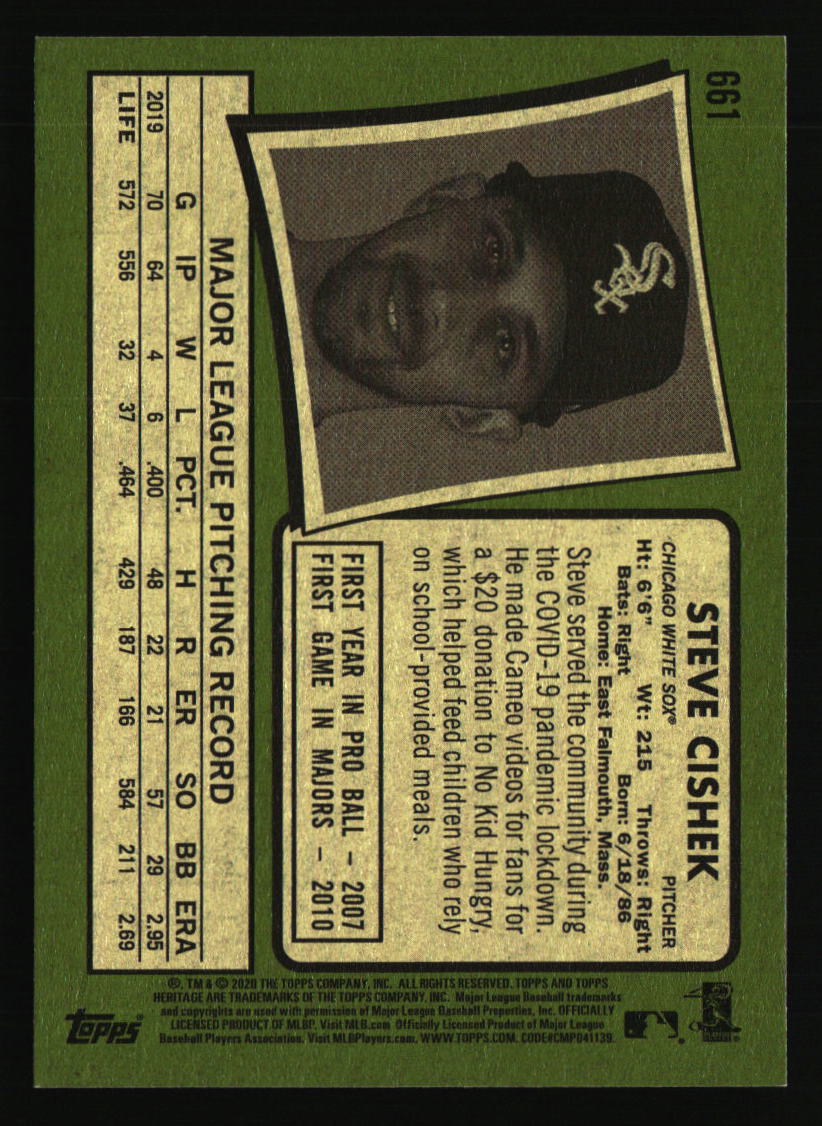 661
STEVE CISHEK
CHICAGO WHITE SOX® PITCHER
Ht: 6'6" Wt: 215 Throws: Right
Bats: Right Born: 6/18/86
Home: East Falmouth, Mass.
Steve served the community during
the COVID-19 pandemic lockdown.
He made Cameo videos for fans for
a $20 donation to No Kid Hungry,
which helped feed children who rely
on school-provided meals.
FIRST YEAR IN PRO BALL – 2007
FIRST GAME IN MAJORS – 2010
MAJOR LEAGUE PITCHING RECORD
G IP W L PCT. H R ER SO BB ERA
2019 70 64 4 6 .400 48 22 21 57 29 2.95
LIFE 572 556 32 37 .464 429 187 166 584 211 2.69
®, TM & © 2020 THE TOPPS COMPANY, INC. ALL RIGHTS RESERVED. TOPPS AND TOPPS
HERITAGE ARE TRADEMARKS OF THE TOPPS COMPANY, INC. Major League Baseball trademarks
and copyrights are used with permission of Major League Baseball Properties, Inc. OFFICIALLY
LICENSED PRODUCT OF MLBP. Visit MLB.com Officially Licensed Product of Major League
Baseball Players Association. Visit MLBPlayers.com. WWW.TOPPS.COM. CODE#CMP041139.
topps®
Sox